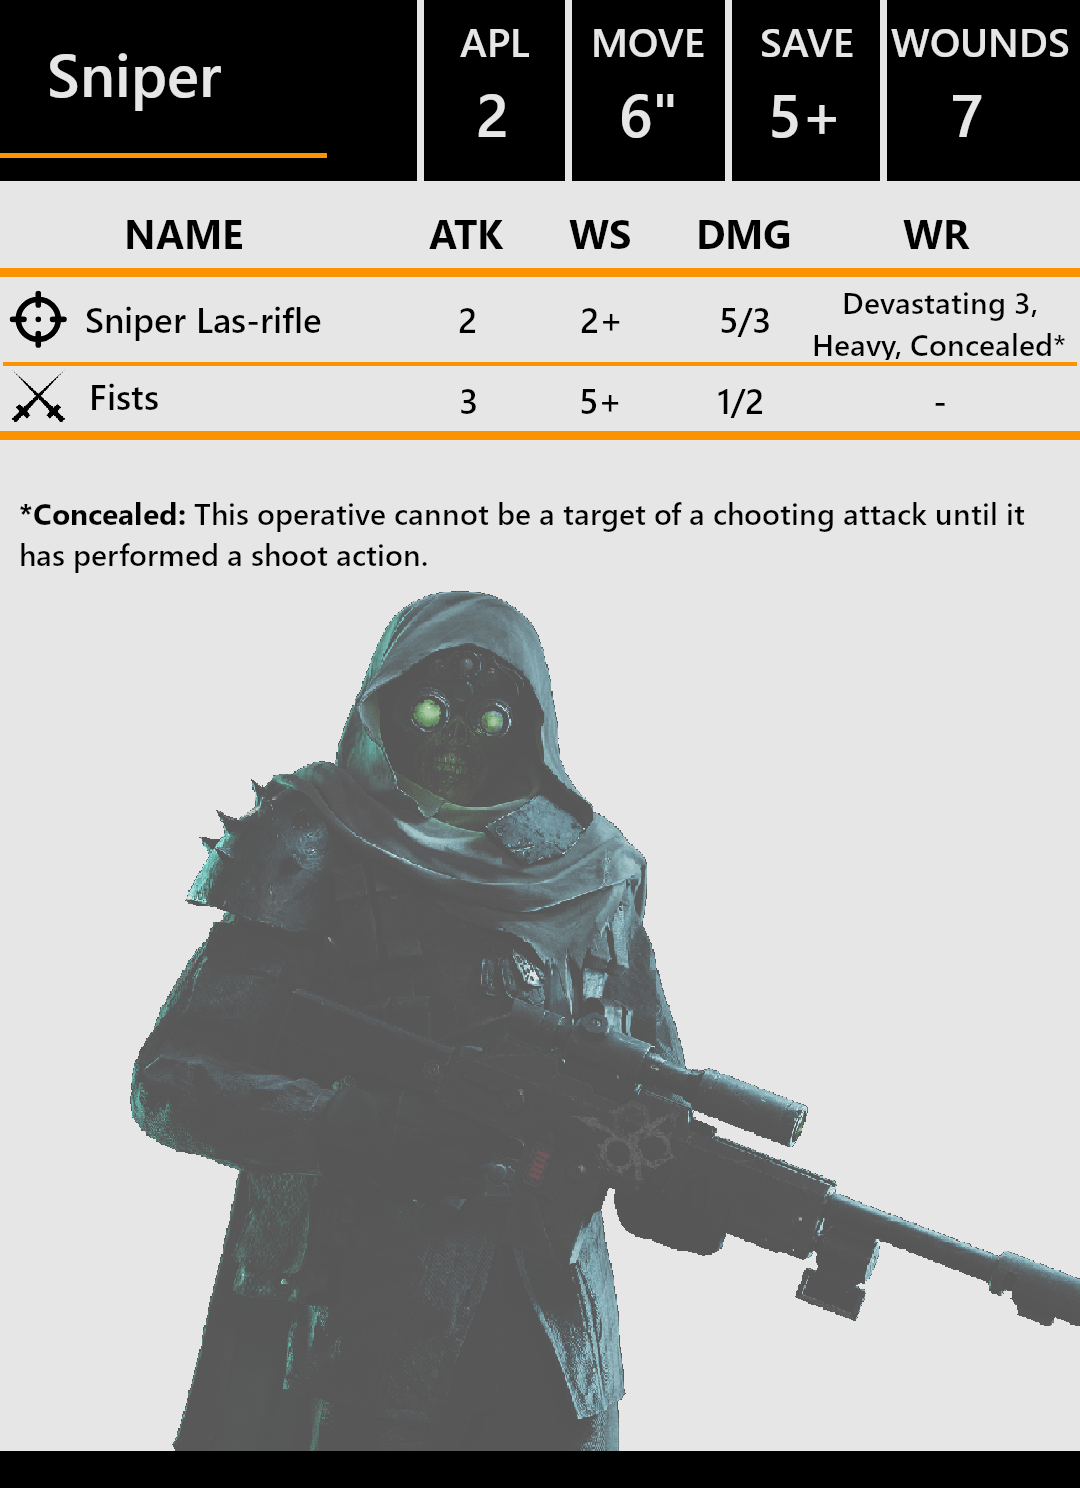 Sniper
APL
2
MOVE
6"
SAVE
5+
WOUNDS
7
NAME ATK WS DMG WR
Sniper Las-rifle 2 2+ 5/3 Devastating 3,
Heavy, Concealed*
Fists 3 5+ 1/2 -
*Concealed: This operative cannot be a target of a chooting attack until it
has performed a shoot action.